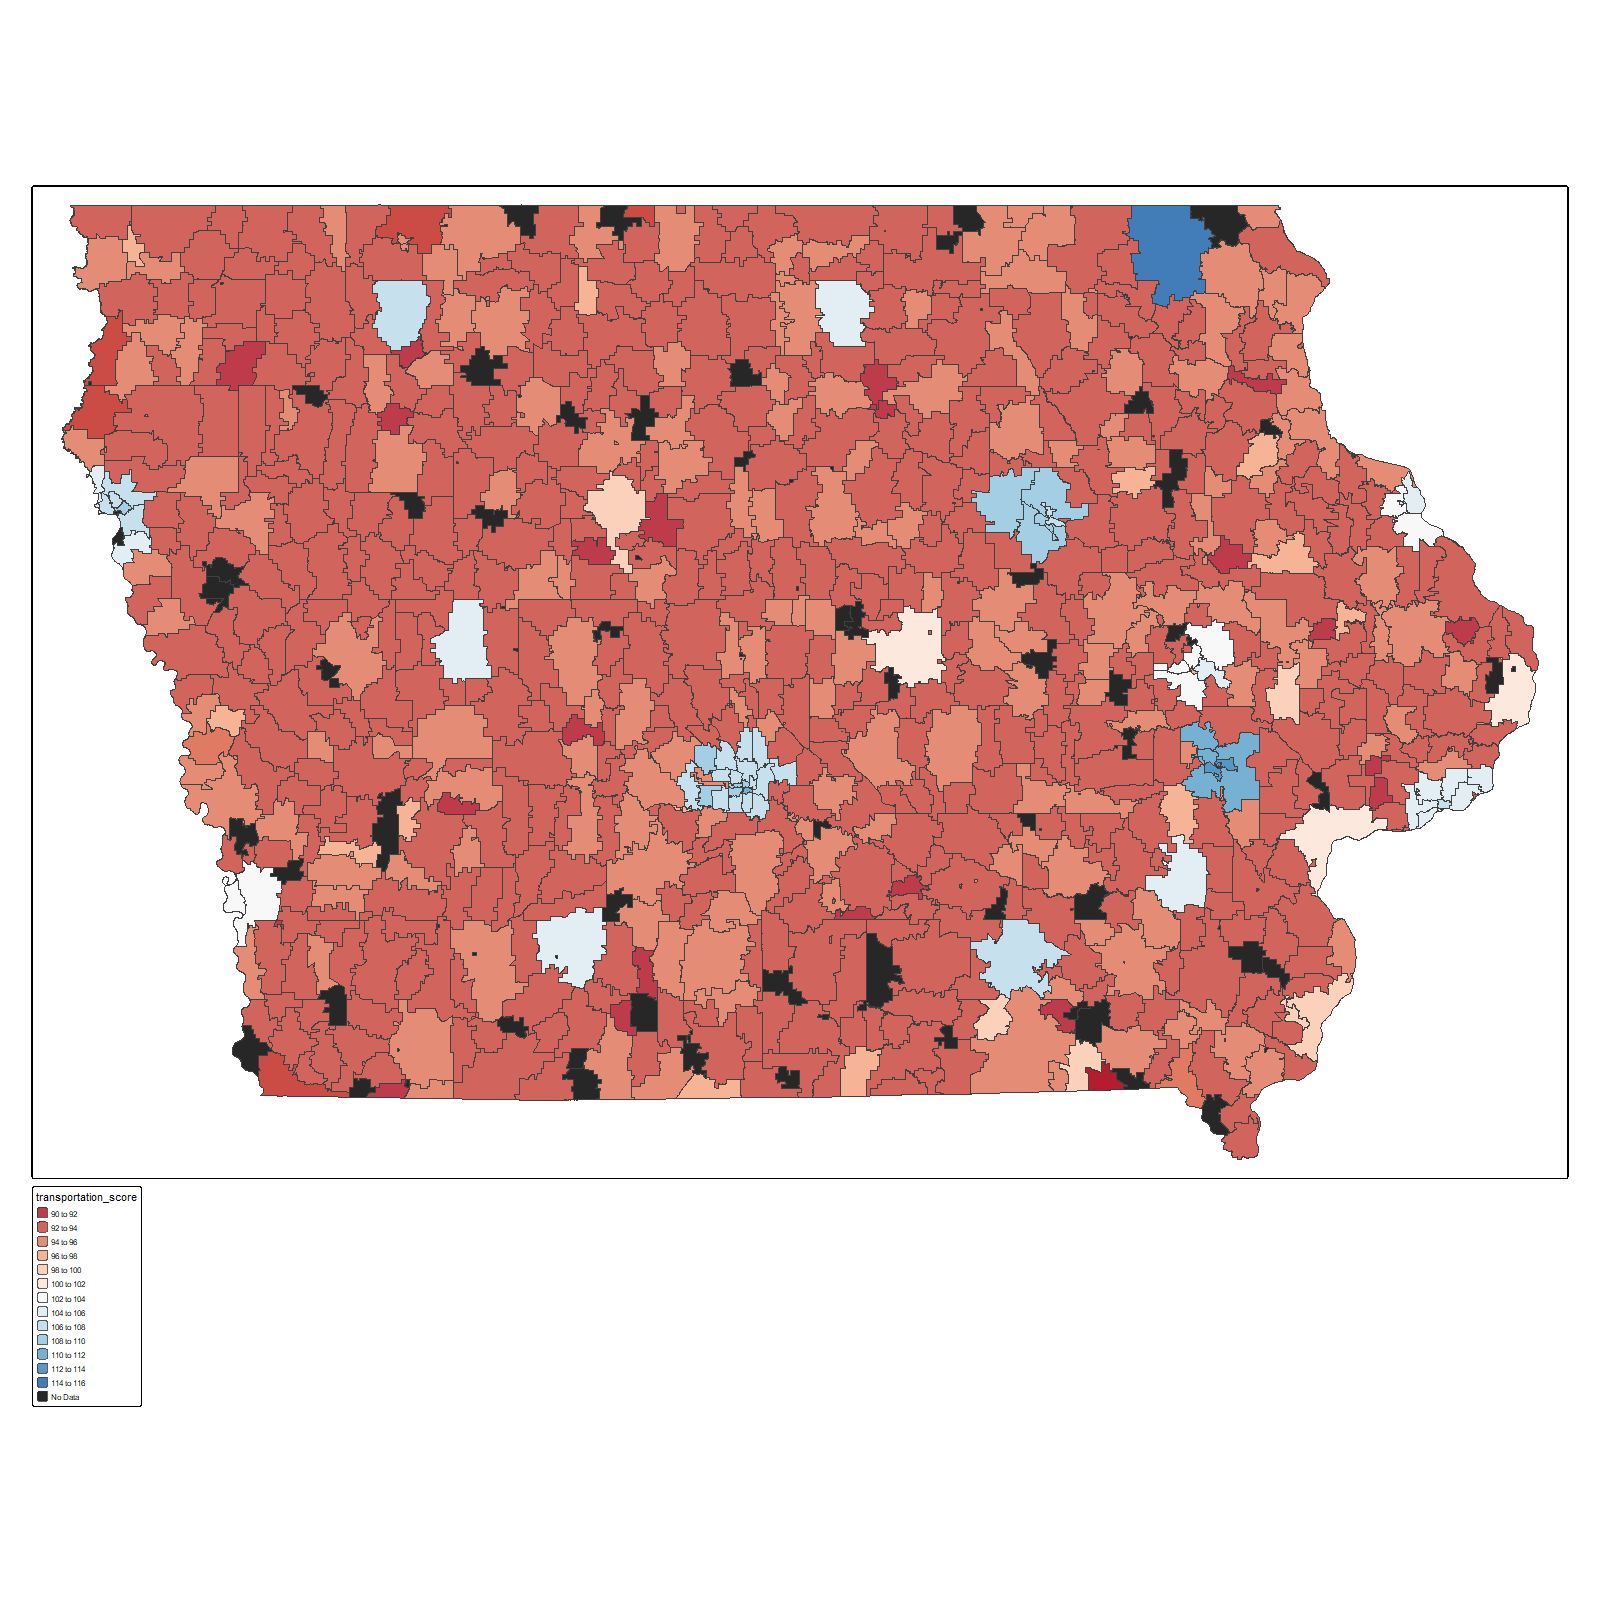 transportation_score
90 to 92
92 to 94
94 to 96
96 to 98
98 to 100
100 to 102
102 to 104
104 to 106
106 to 108
108 to 110
110 to 112
112 to 114
114 to 116
No Data